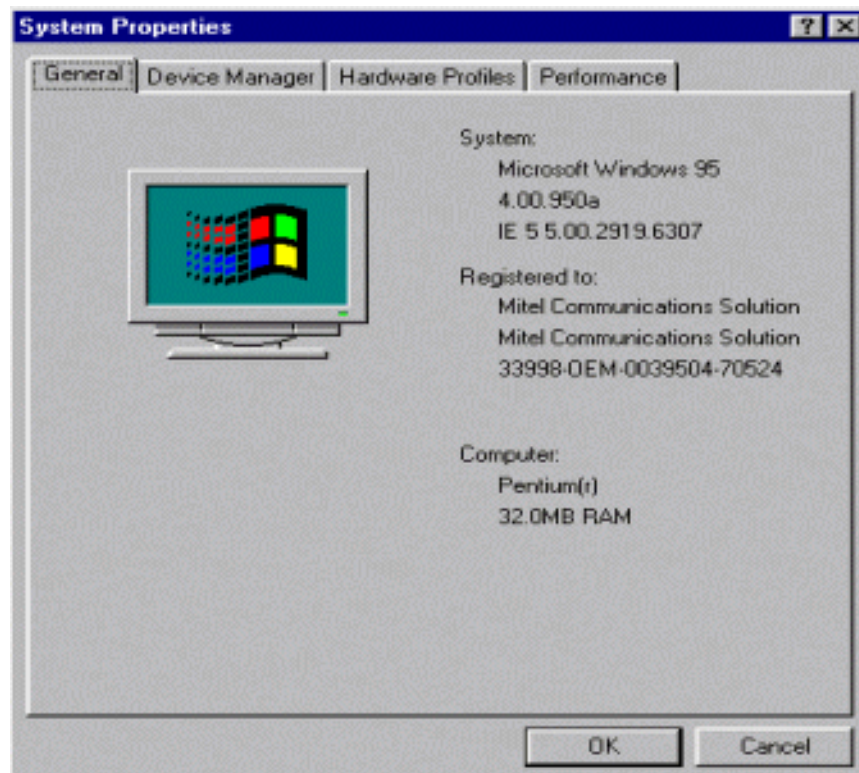 System Properties
General
Device Manager
Hardware Profiles
Performance
System:
Microsoft Windows 95
4.00.950a
IE 5 5.00.2919.6307
Registered to:
Mitel Communications Solution
Mitel Communications Solution
33998-OEM-0039504-70524
Computer:
Pentium(r)
32.0MB RAM
OK
Cancel